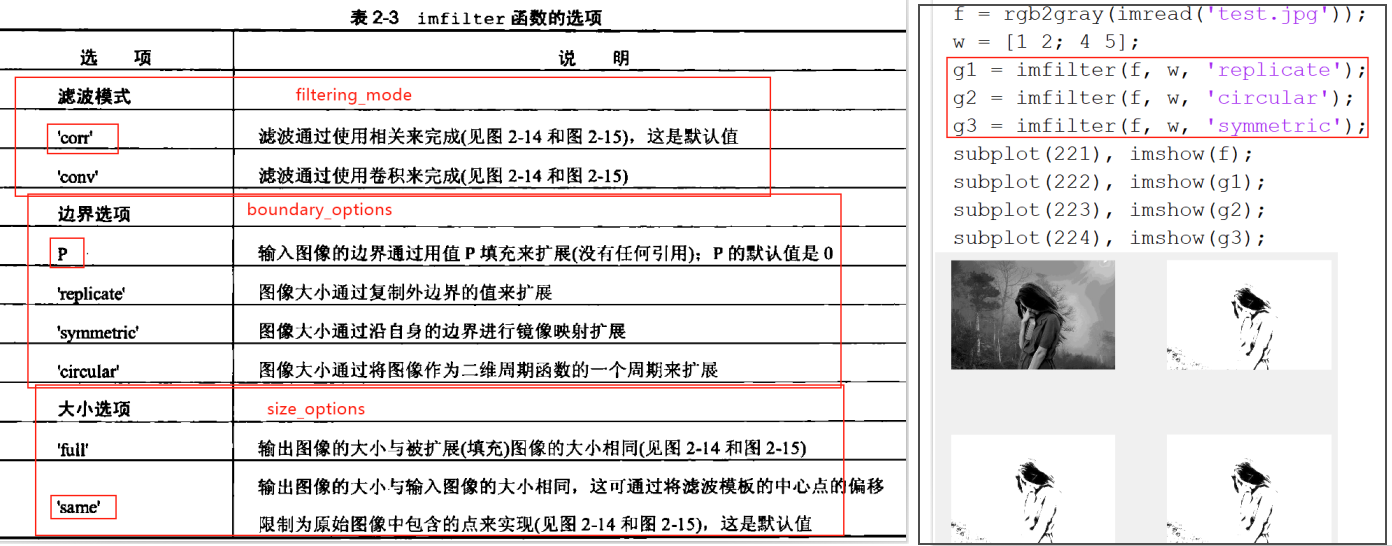 表 2-3 imfilter 函数的选项
选 项 说 明
滤波模式 filtering_mode
'corr' 滤波通过使用相关来完成(见图 2-14 和图 2-15)，这是默认值
'conv' 滤波通过使用卷积来完成(见图 2-14 和图 2-15)
边界选项 boundary_options
P 输入图像的边界通过用值 P 填充来扩展(没有任何引用)；P 的默认值是 0
'replicate' 图像大小通过复制外边界的值来扩展
'symmetric' 图像大小通过沿自身的边界进行镜像映射扩展
'circular' 图像大小通过将图像作为二维周期函数的一个周期来扩展
大小选项 size_options
'full' 输出图像的大小与被扩展(填充)图像的大小相同(见图 2-14 和图 2-15)
'same' 输出图像的大小与输入图像的大小相同，这可通过将滤波模板的中心点的偏移
限制为原始图像中包含的点来实现(见图 2-14 和图 2-15)，这是默认值
f = rgb2gray(imread('test.jpg'));
w = [1 2; 4 5];
g1 = imfilter(f, w, 'replicate');
g2 = imfilter(f, w, 'circular');
g3 = imfilter(f, w, 'symmetric');
subplot(221), imshow(f);
subplot(222), imshow(g1);
subplot(223), imshow(g2);
subplot(224), imshow(g3);